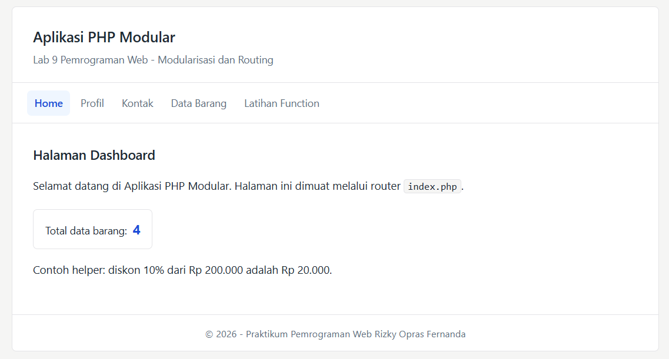 Aplikasi PHP Modular
Lab 9 Pemrograman Web - Modularisasi dan Routing
Home Profil Kontak Data Barang Latihan Function
Halaman Dashboard
Selamat datang di Aplikasi PHP Modular. Halaman ini dimuat melalui router index.php.
Total data barang: 4
Contoh helper: diskon 10% dari Rp 200.000 adalah Rp 20.000.
© 2026 - Praktikum Pemrograman Web Rizky Opras Fernanda